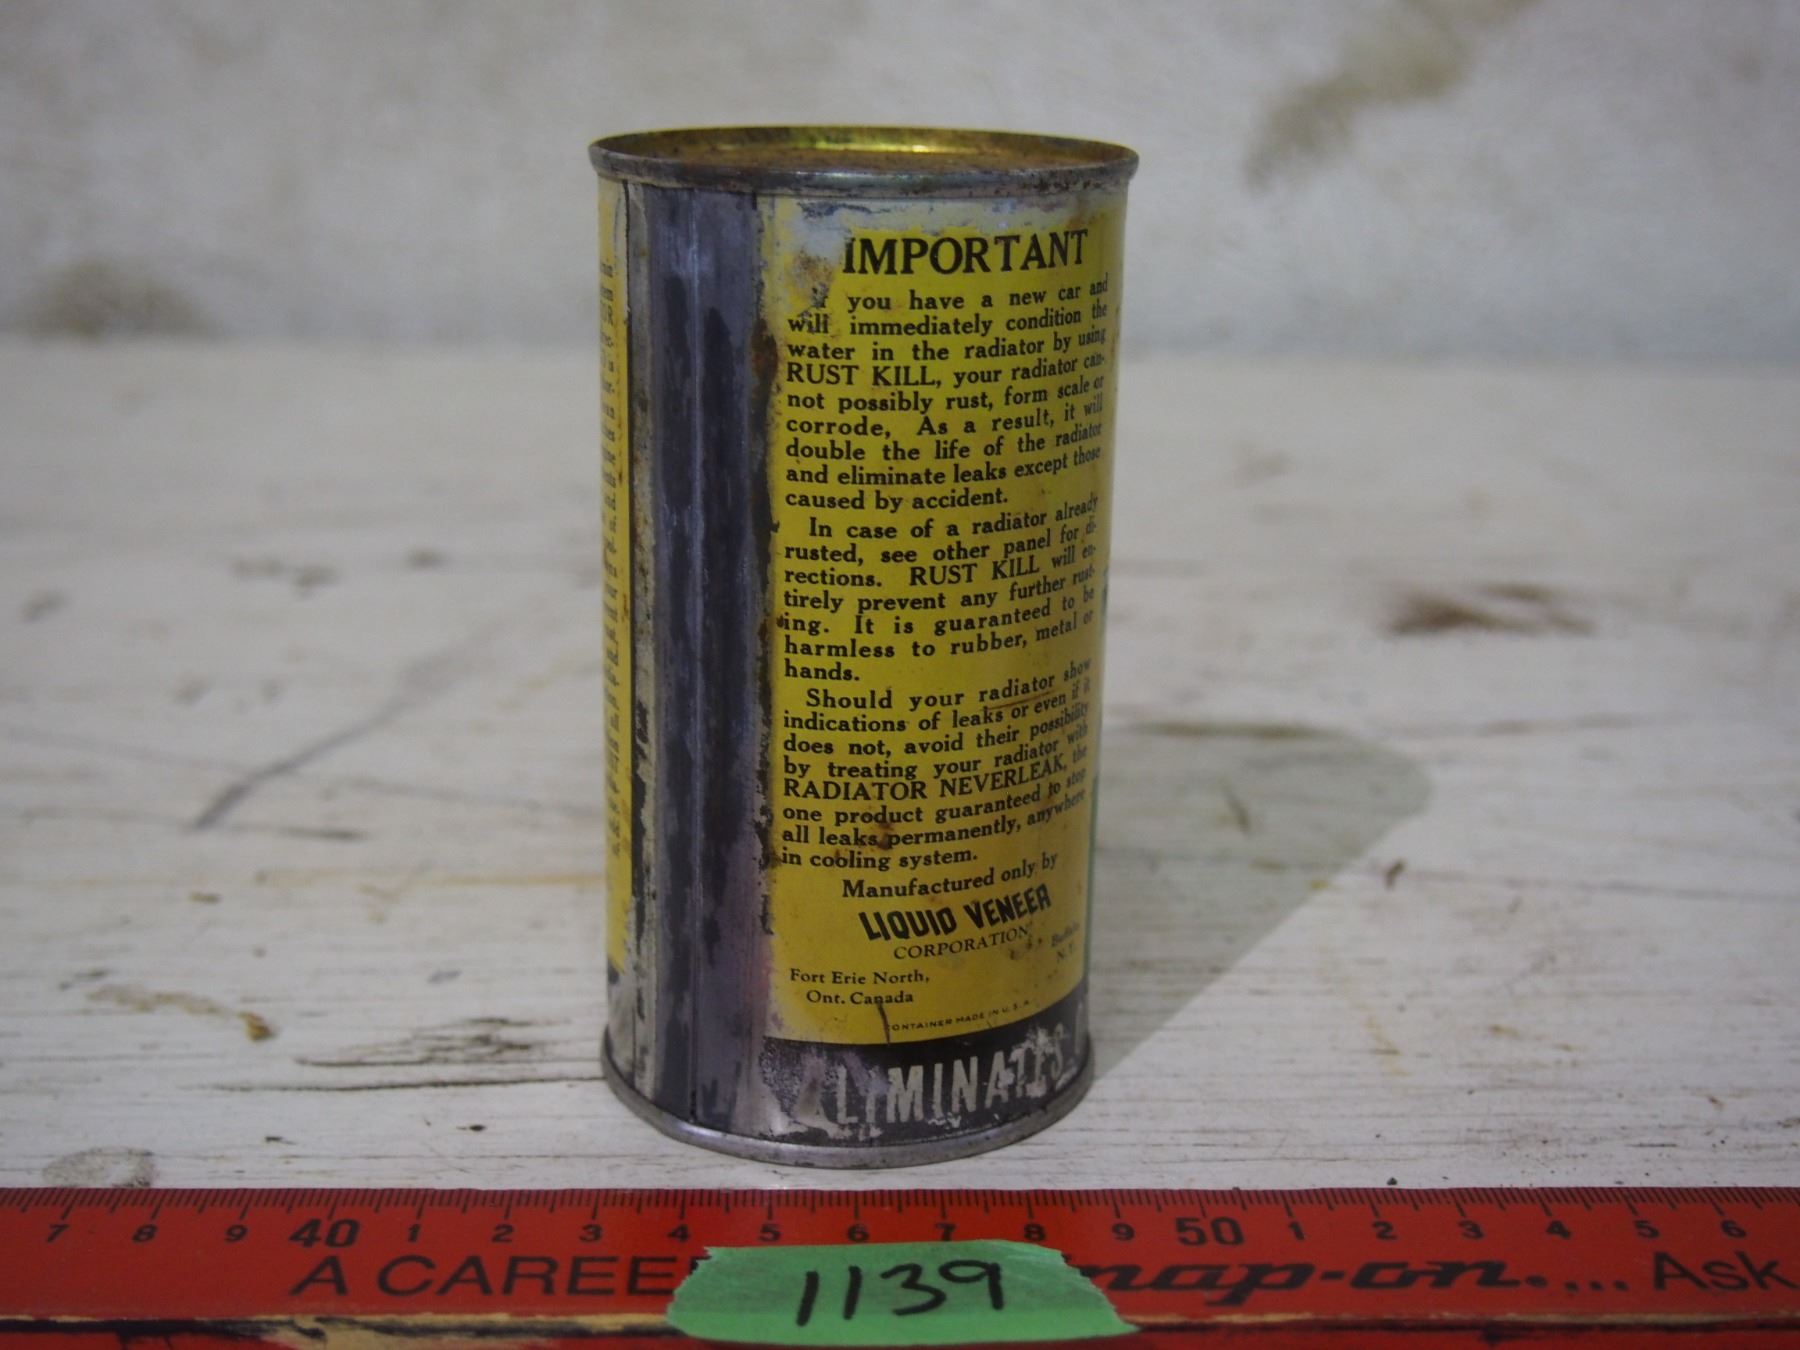 IMPORTANT
you have a new car and
will immediately condition the
water in the radiator by using
RUST KILL, your radiator can-
not possibly rust, form scale or
corrode, As a result, it will
double the life of the radiator
and eliminate leaks except those
caused by accident.
In case of a radiator already
rusted, see other panel for di-
rections. RUST KILL will en-
tirely prevent any further rust-
ing. It is guaranteed to be
harmless to rubber, metal or
hands.
Should your radiator show
indications of leaks or even if it
does not, avoid their possibility
by treating your radiator with
RADIATOR NEVERLEAK, the
one product guaranteed to stop
all leaks permanently, anywhere
in cooling system.
Manufactured only by
LIQUID VENEER
CORPORATION
Buffalo
N.Y.
Fort Erie North,
Ont. Canada
CONTAINER MADE IN U.S.A.
LIMINATES
7 8 9 40 1 2 3 4 5 6 7 8 9 50 1 2 3 4 5 6
A CAREE nap-on.... Ask
1139